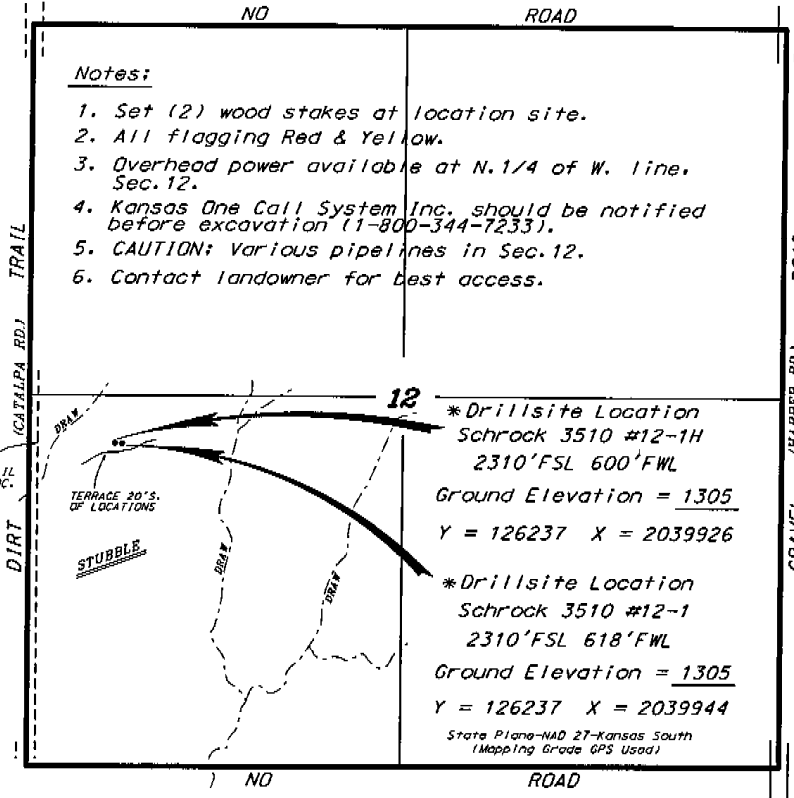 NO ROAD
Notes:
1. Set (2) wood stakes at location site.
2. All flagging Red & Yellow.
3. Overhead power available at N.1/4 of W. line.
Sec. 12.
4. Kansas One Call System Inc. should be notified
before excavation (1-800-344-7233).
5. CAUTION: Various pipelines in Sec. 12.
6. Contact landowner for best access.
DIRT (CATALPA RD.) TRAIL
GRAVEL
12
DRAW
TERRACE 20'S.
OF LOCATIONS
STUBBLE
DRAW
DRAW
*Drillsite Location
Schrock 3510 #12-1H
2310'FSL 600'FWL
Ground Elevation = 1305
Y = 126237 X = 2039926
*Drillsite Location
Schrock 3510 #12-1
2310'FSL 618'FWL
Ground Elevation = 1305
Y = 126237 X = 2039944
State Plane-NAD 27-Kansas South
(Mapping Grade GPS Used)
NO ROAD